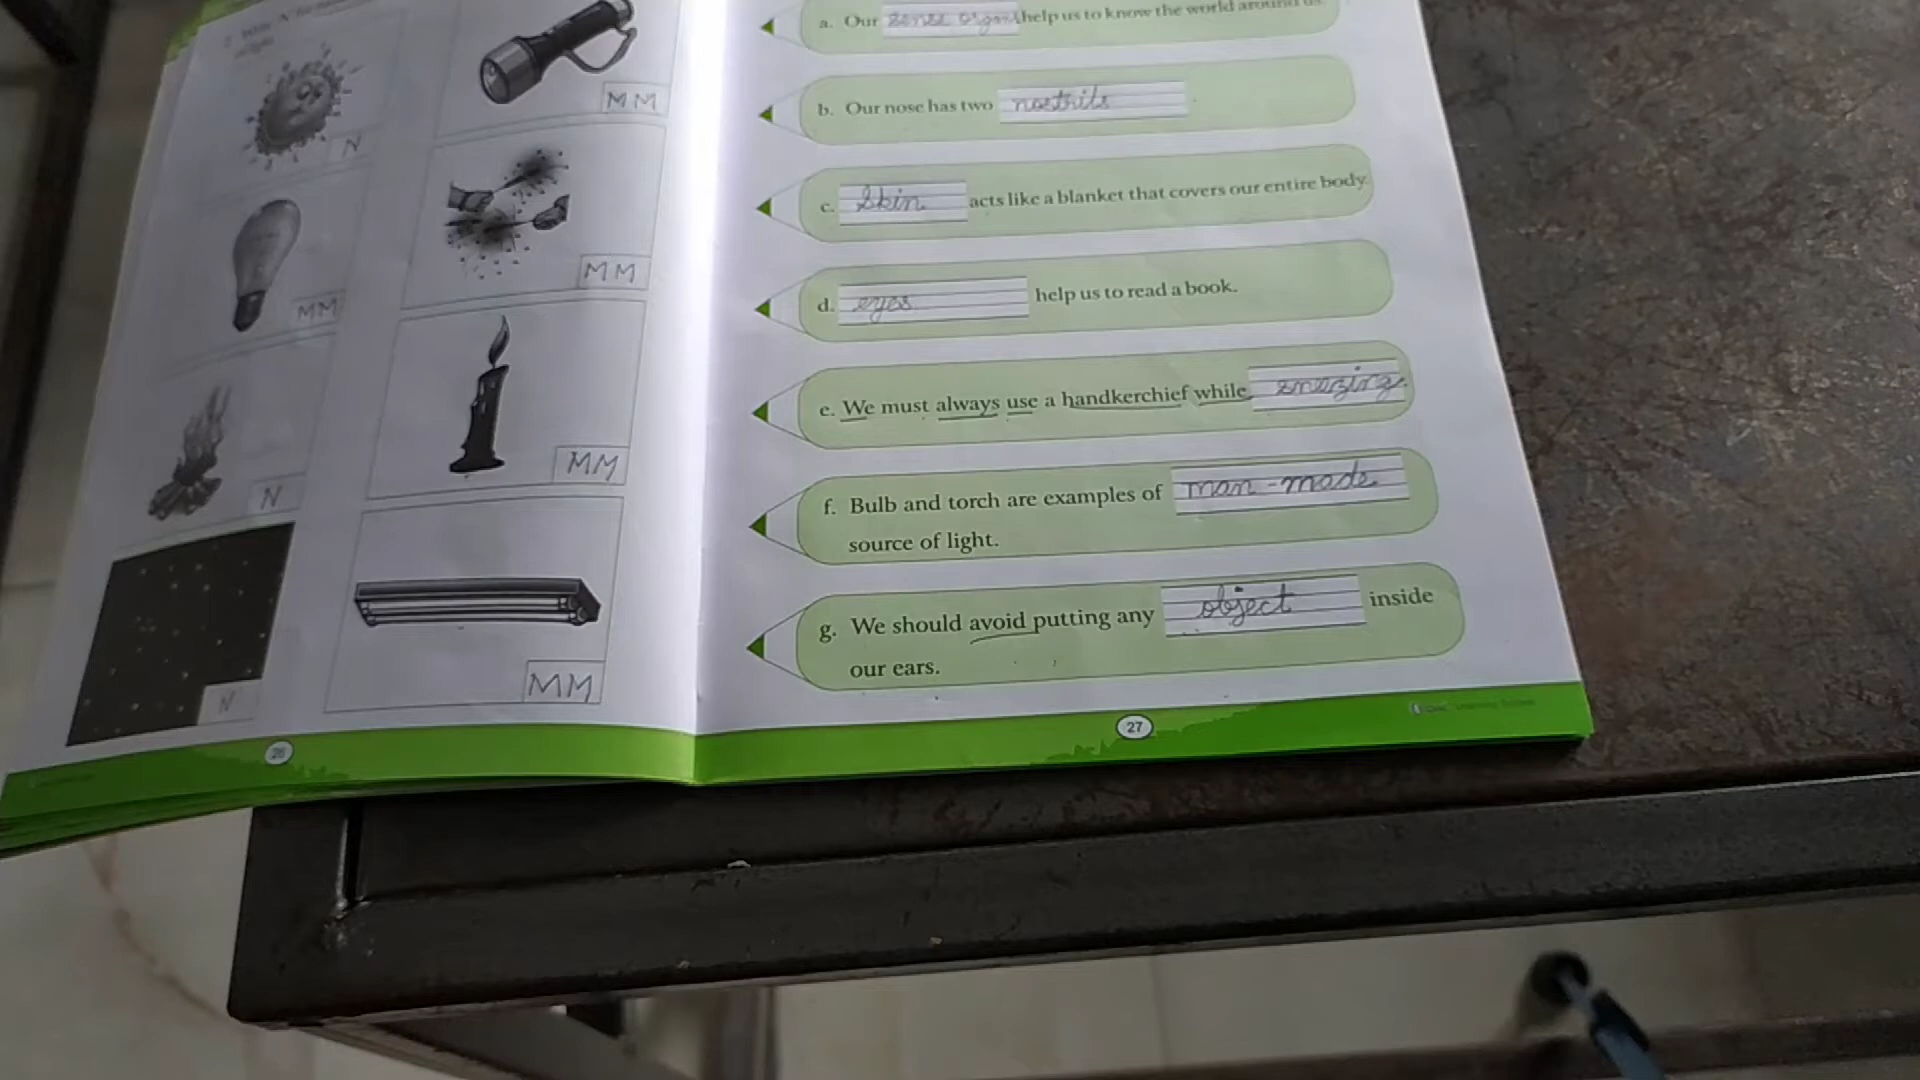 N
MM
MM
MM
MM
N
N
MM
26
a. Our sense organs help us to know the world around us.
b. Our nose has two nostrils
c. Skin acts like a blanket that covers our entire body.
d. eyes help us to read a book.
e. We must always use a handkerchief while sneezing.
f. Bulb and torch are examples of man-made
source of light.
g. We should avoid putting any object inside
our ears.
27